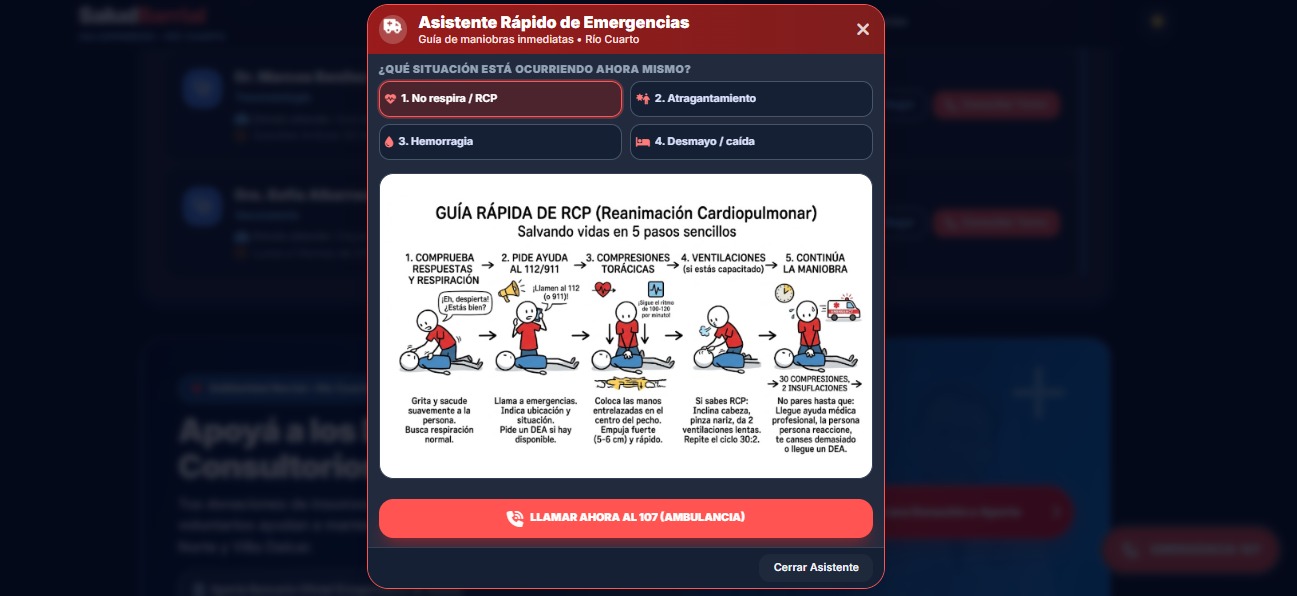 Asistente Rápido de Emergencias
Guía de maniobras inmediatas • Río Cuarto
¿QUÉ SITUACIÓN ESTÁ OCURRIENDO AHORA MISMO?
1. No respira / RCP
2. Atragantamiento
3. Hemorragia
4. Desmayo / caída
GUÍA RÁPIDA DE RCP (Reanimación Cardiopulmonar)
Salvando vidas en 5 pasos sencillos
1. COMPRUEBA
RESPUESTAS
Y RESPIRACIÓN
¡Eh, despierta!
¿Estás bien?
Grita y sacude
suavemente a la
persona.
Busca respiración
normal.
2. PIDE AYUDA
AL 112/911
¡Llamen al 112
(o 911)!
Llama a emergencias.
Indica ubicación y
situación.
Pide un DEA si hay
disponible.
3. COMPRESIONES
TORÁCICAS
¡Sigue el ritmo
de 100-120
por minuto!
Coloca las manos
entrelazadas en el
centro del pecho.
Empuja fuerte
(5-6 cm) y rápido.
4. VENTILACIONES
(si estás capacitado)
Si sabes RCP:
Inclina cabeza,
pinza nariz, da 2
ventilaciones lentas.
Repite el ciclo 30:2.
5. CONTINÚA
LA MANIOBRA
30 COMPRESIONES,
2 INSUFLACIONES
No pares hasta que:
Llegue ayuda médica
profesional, la persona
persona reaccione,
te canses demasiado
o llegue un DEA.
LLAMAR AHORA AL 107 (AMBULANCIA)
Cerrar Asistente
SaludBarrial
Apoyá a los
Consultorios